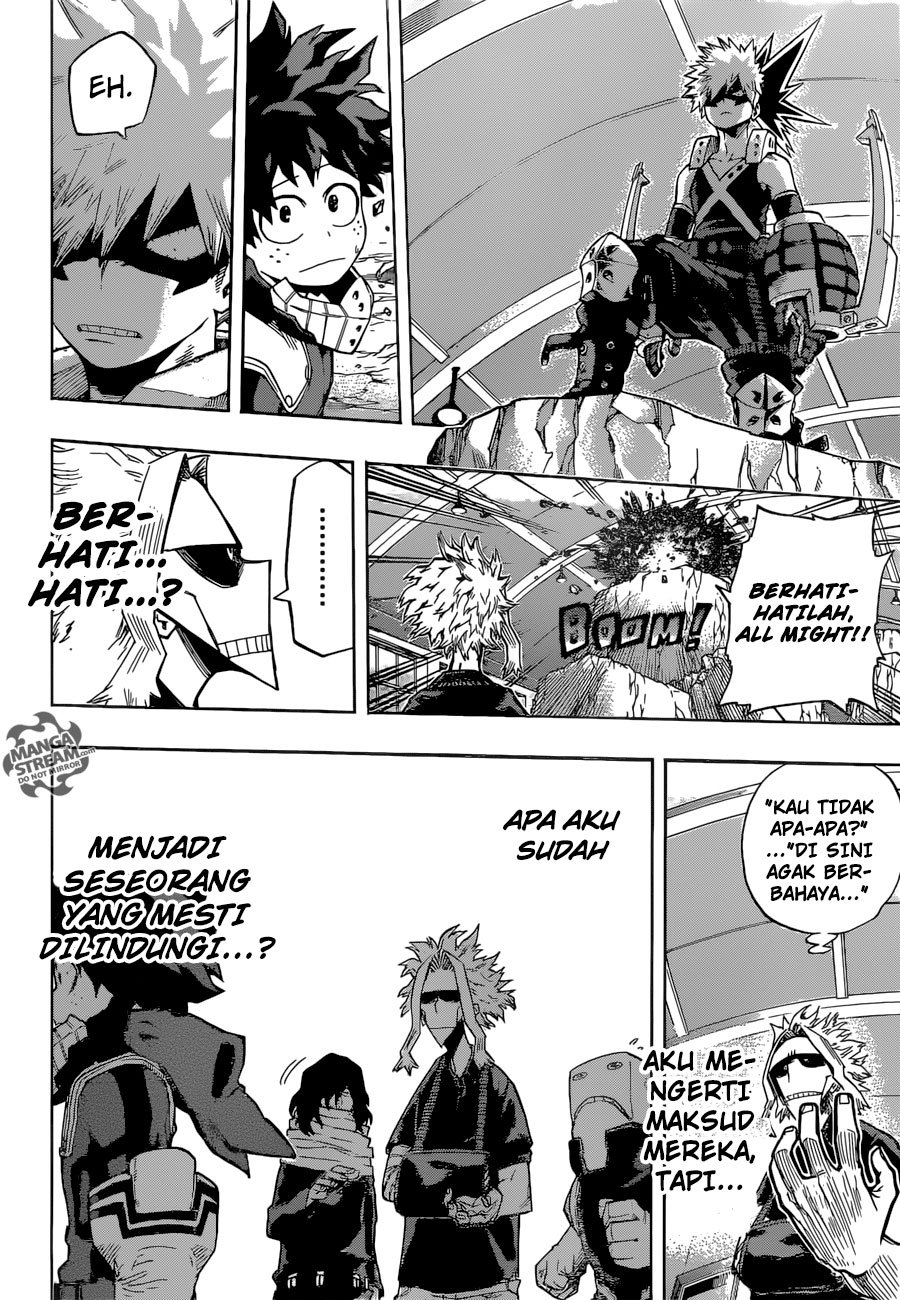 EH.
BERHATI-
HATILAH,
ALL MIGHT!!
BOOM!
.........
BER-
HATI...
HATI...?
"KAU TIDAK
APA-APA?"
..."DI SINI
AGAK BER-
BAHAYA..."
AKU ME-
NGERTI
MAKSUD
MEREKA,
TAPI...
APA AKU
SUDAH
MENJADI
SESEORANG
YANG MESTI
DILINDUNGI...?
MANGA
STREAM.com
DO NOT MIRROR!